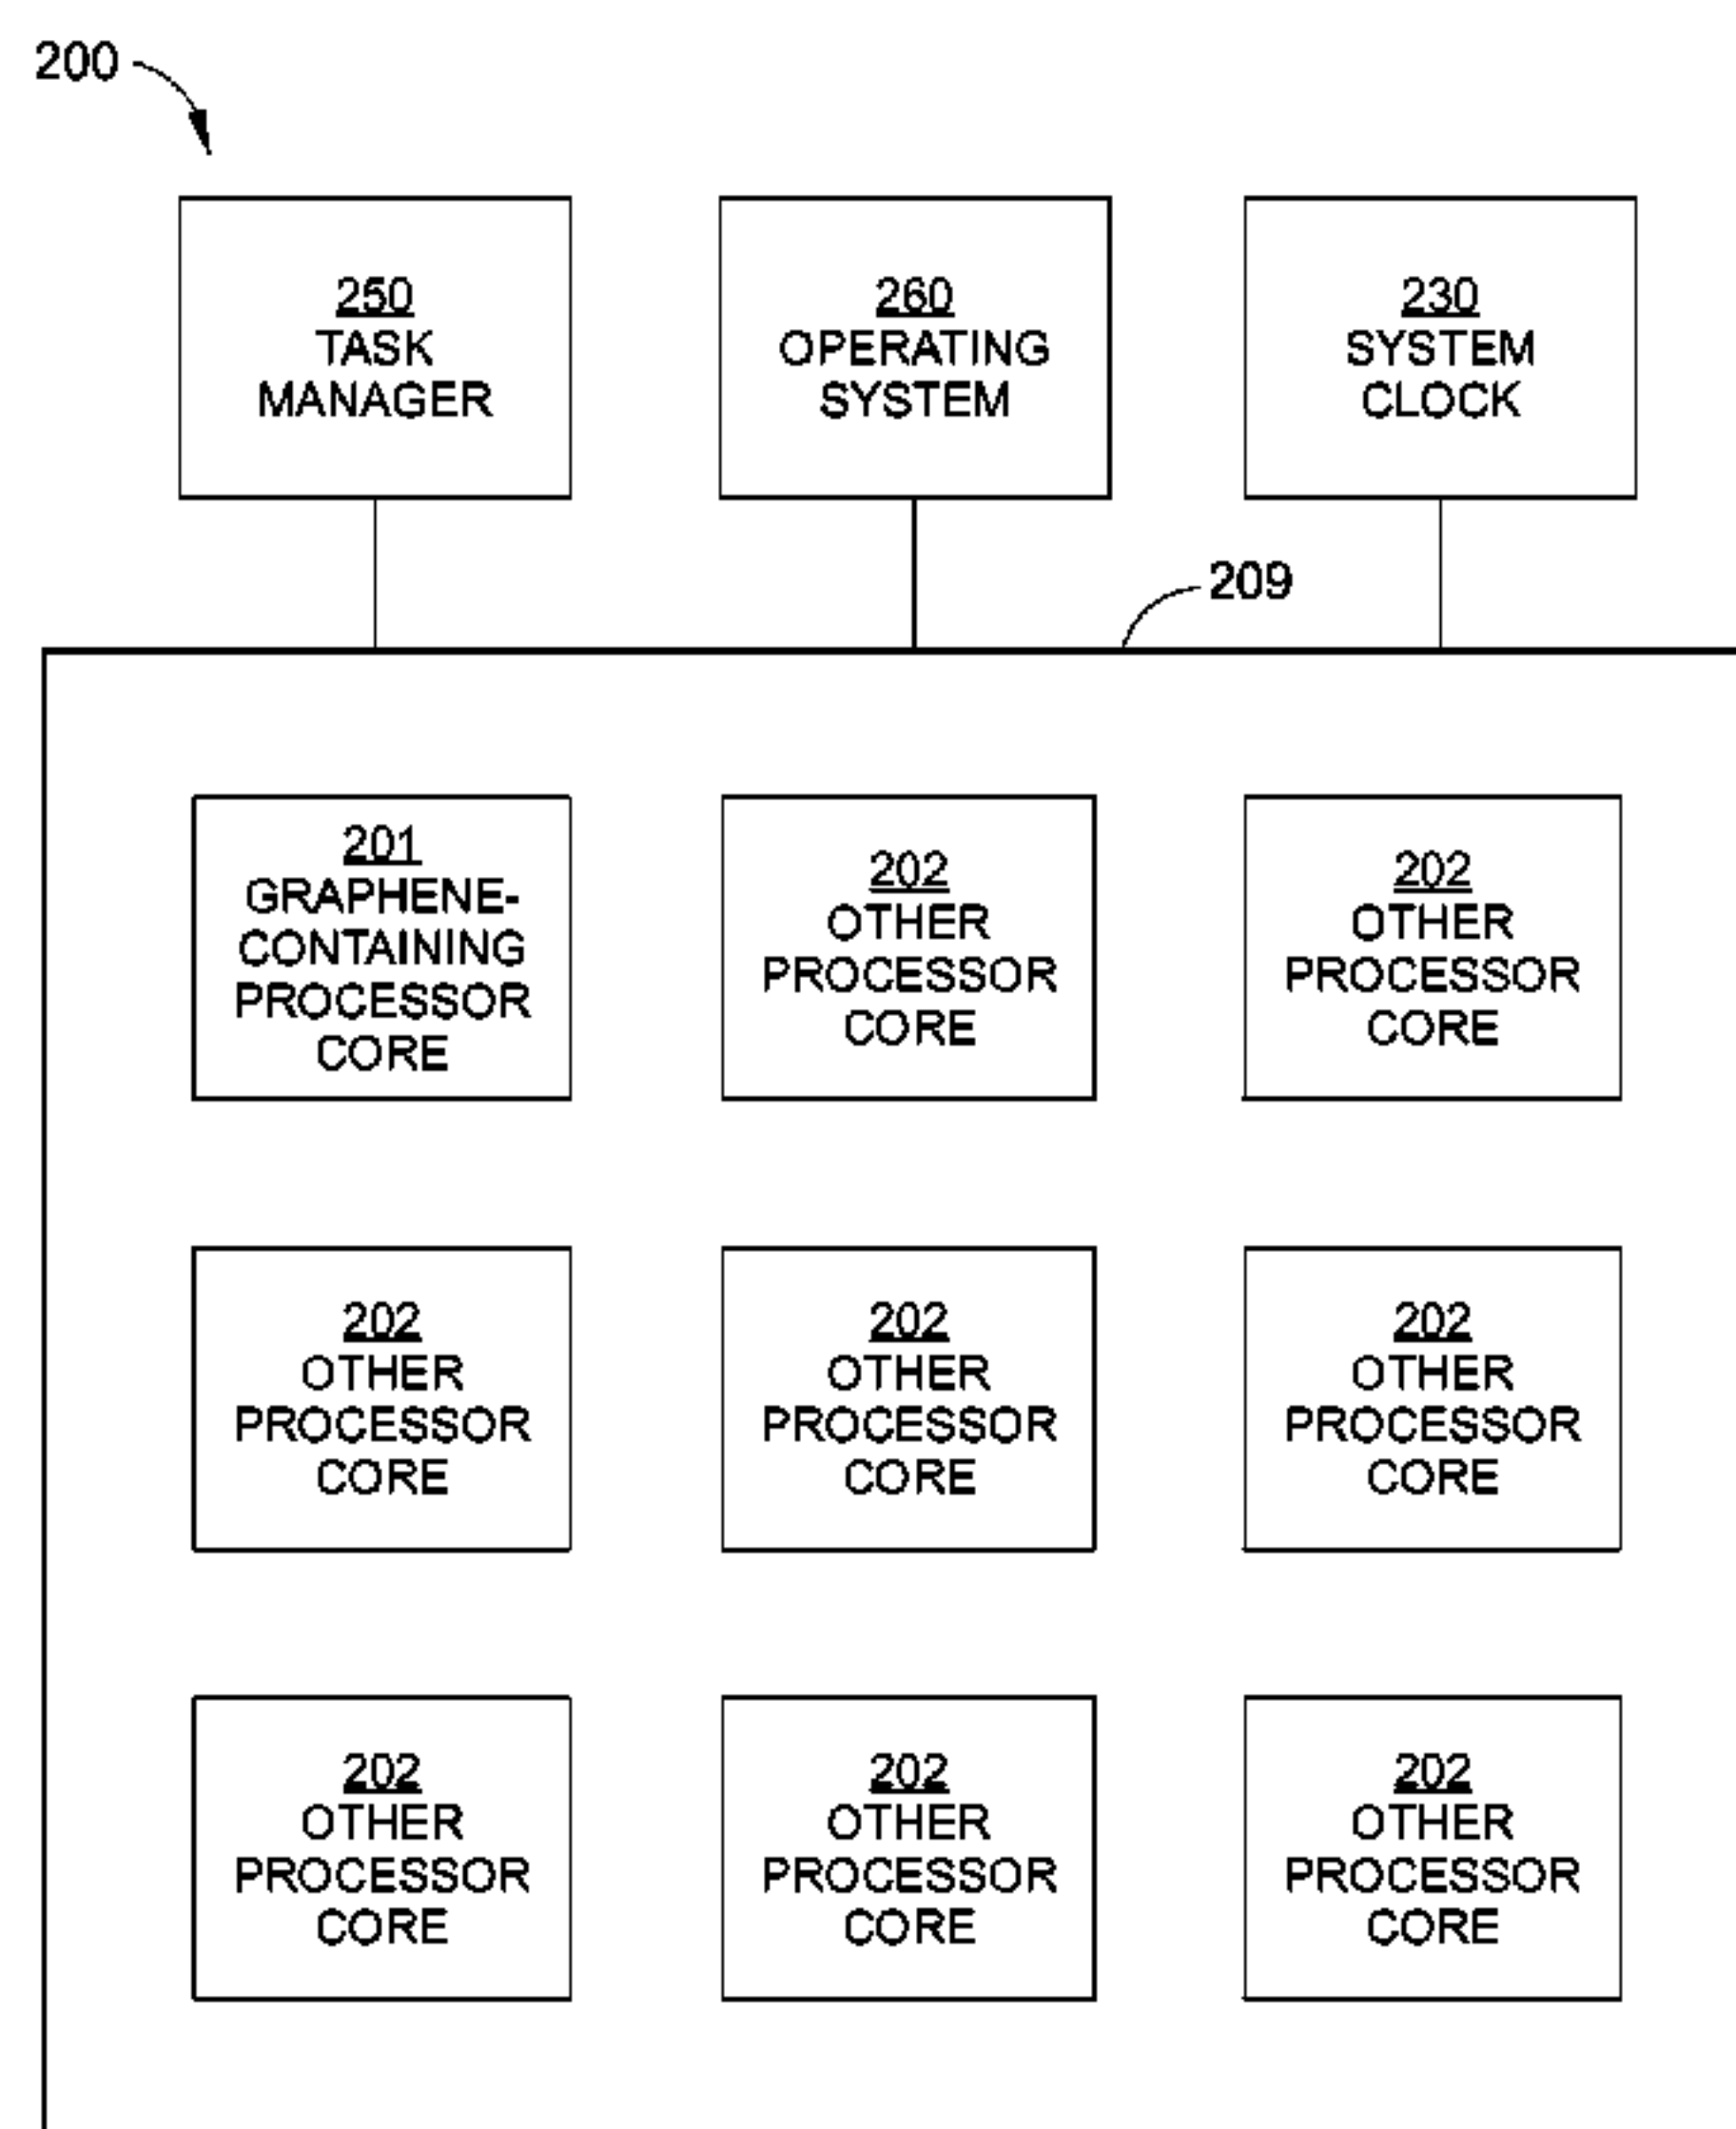 200
250
TASK
MANAGER
260
OPERATING
SYSTEM
230
SYSTEM
CLOCK
209
201
GRAPHENE-
CONTAINING
PROCESSOR
CORE
202
OTHER
PROCESSOR
CORE
202
OTHER
PROCESSOR
CORE
202
OTHER
PROCESSOR
CORE
202
OTHER
PROCESSOR
CORE
202
OTHER
PROCESSOR
CORE
202
OTHER
PROCESSOR
CORE
202
OTHER
PROCESSOR
CORE
202
OTHER
PROCESSOR
CORE